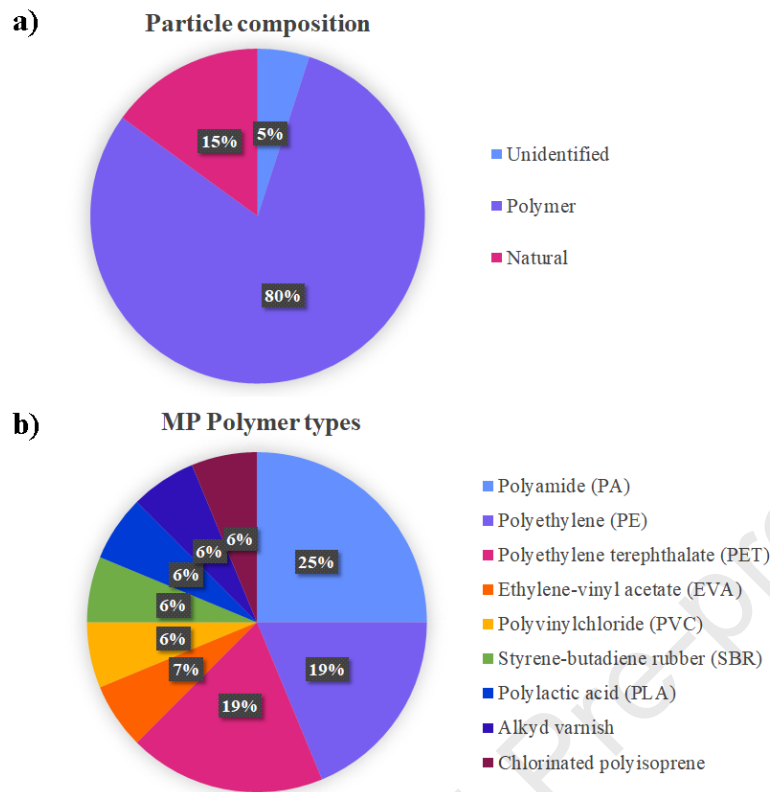 a)
Particle composition
5%
15%
80%
Unidentified
Polymer
Natural
b)
MP Polymer types
25%
19%
19%
7%
6%
6%
6%
6%
6%
Polyamide (PA)
Polyethylene (PE)
Polyethylene terephthalate (PET)
Ethylene-vinyl acetate (EVA)
Polyvinylchloride (PVC)
Styrene-butadiene rubber (SBR)
Polylactic acid (PLA)
Alkyd varnish
Chlorinated polyisoprene